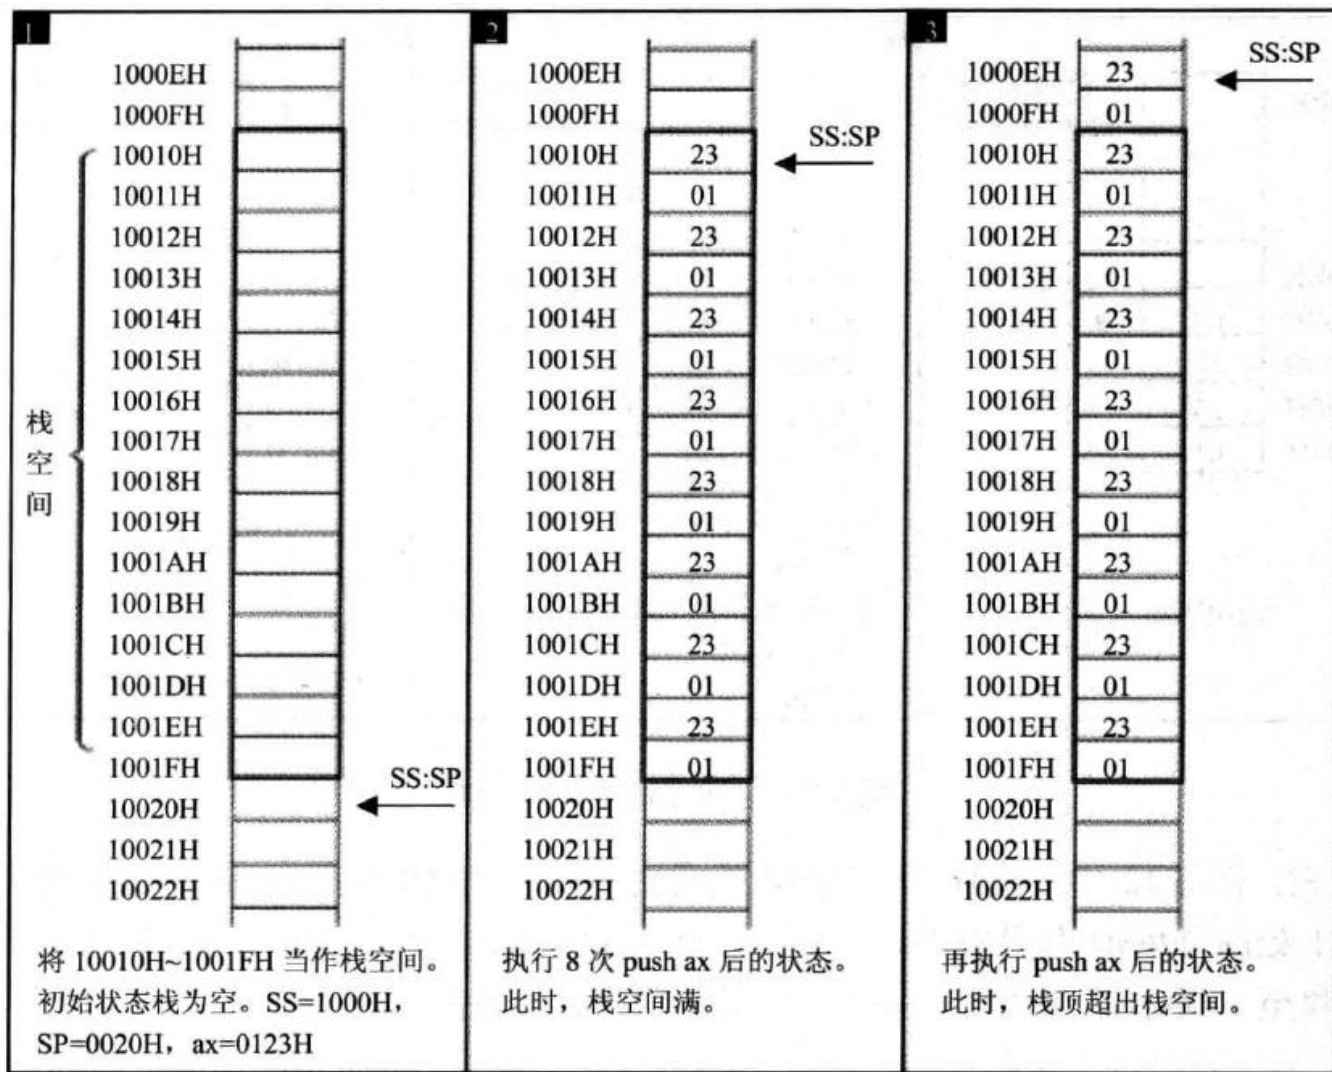 1
1000EH
1000FH
10010H
10011H
10012H
10013H
10014H
10015H
10016H
10017H
10018H
10019H
1001AH
1001BH
1001CH
1001DH
1001EH
1001FH
10020H
10021H
10022H
栈
空
间
SS:SP
将 10010H~1001FH 当作栈空间。
初始状态栈为空。SS=1000H,
SP=0020H, ax=0123H
2
1000EH
1000FH
10010H 23
SS:SP
10011H 01
10012H 23
10013H 01
10014H 23
10015H 01
10016H 23
10017H 01
10018H 23
10019H 01
1001AH 23
1001BH 01
1001CH 23
1001DH 01
1001EH 23
1001FH 01
10020H
10021H
10022H
执行 8 次 push ax 后的状态。
此时，栈空间满。
3
SS:SP
1000EH 23
1000FH 01
10010H 23
10011H 01
10012H 23
10013H 01
10014H 23
10015H 01
10016H 23
10017H 01
10018H 23
10019H 01
1001AH 23
1001BH 01
1001CH 23
1001DH 01
1001EH 23
1001FH 01
10020H
10021H
10022H
再执行 push ax 后的状态。
此时，栈顶超出栈空间。